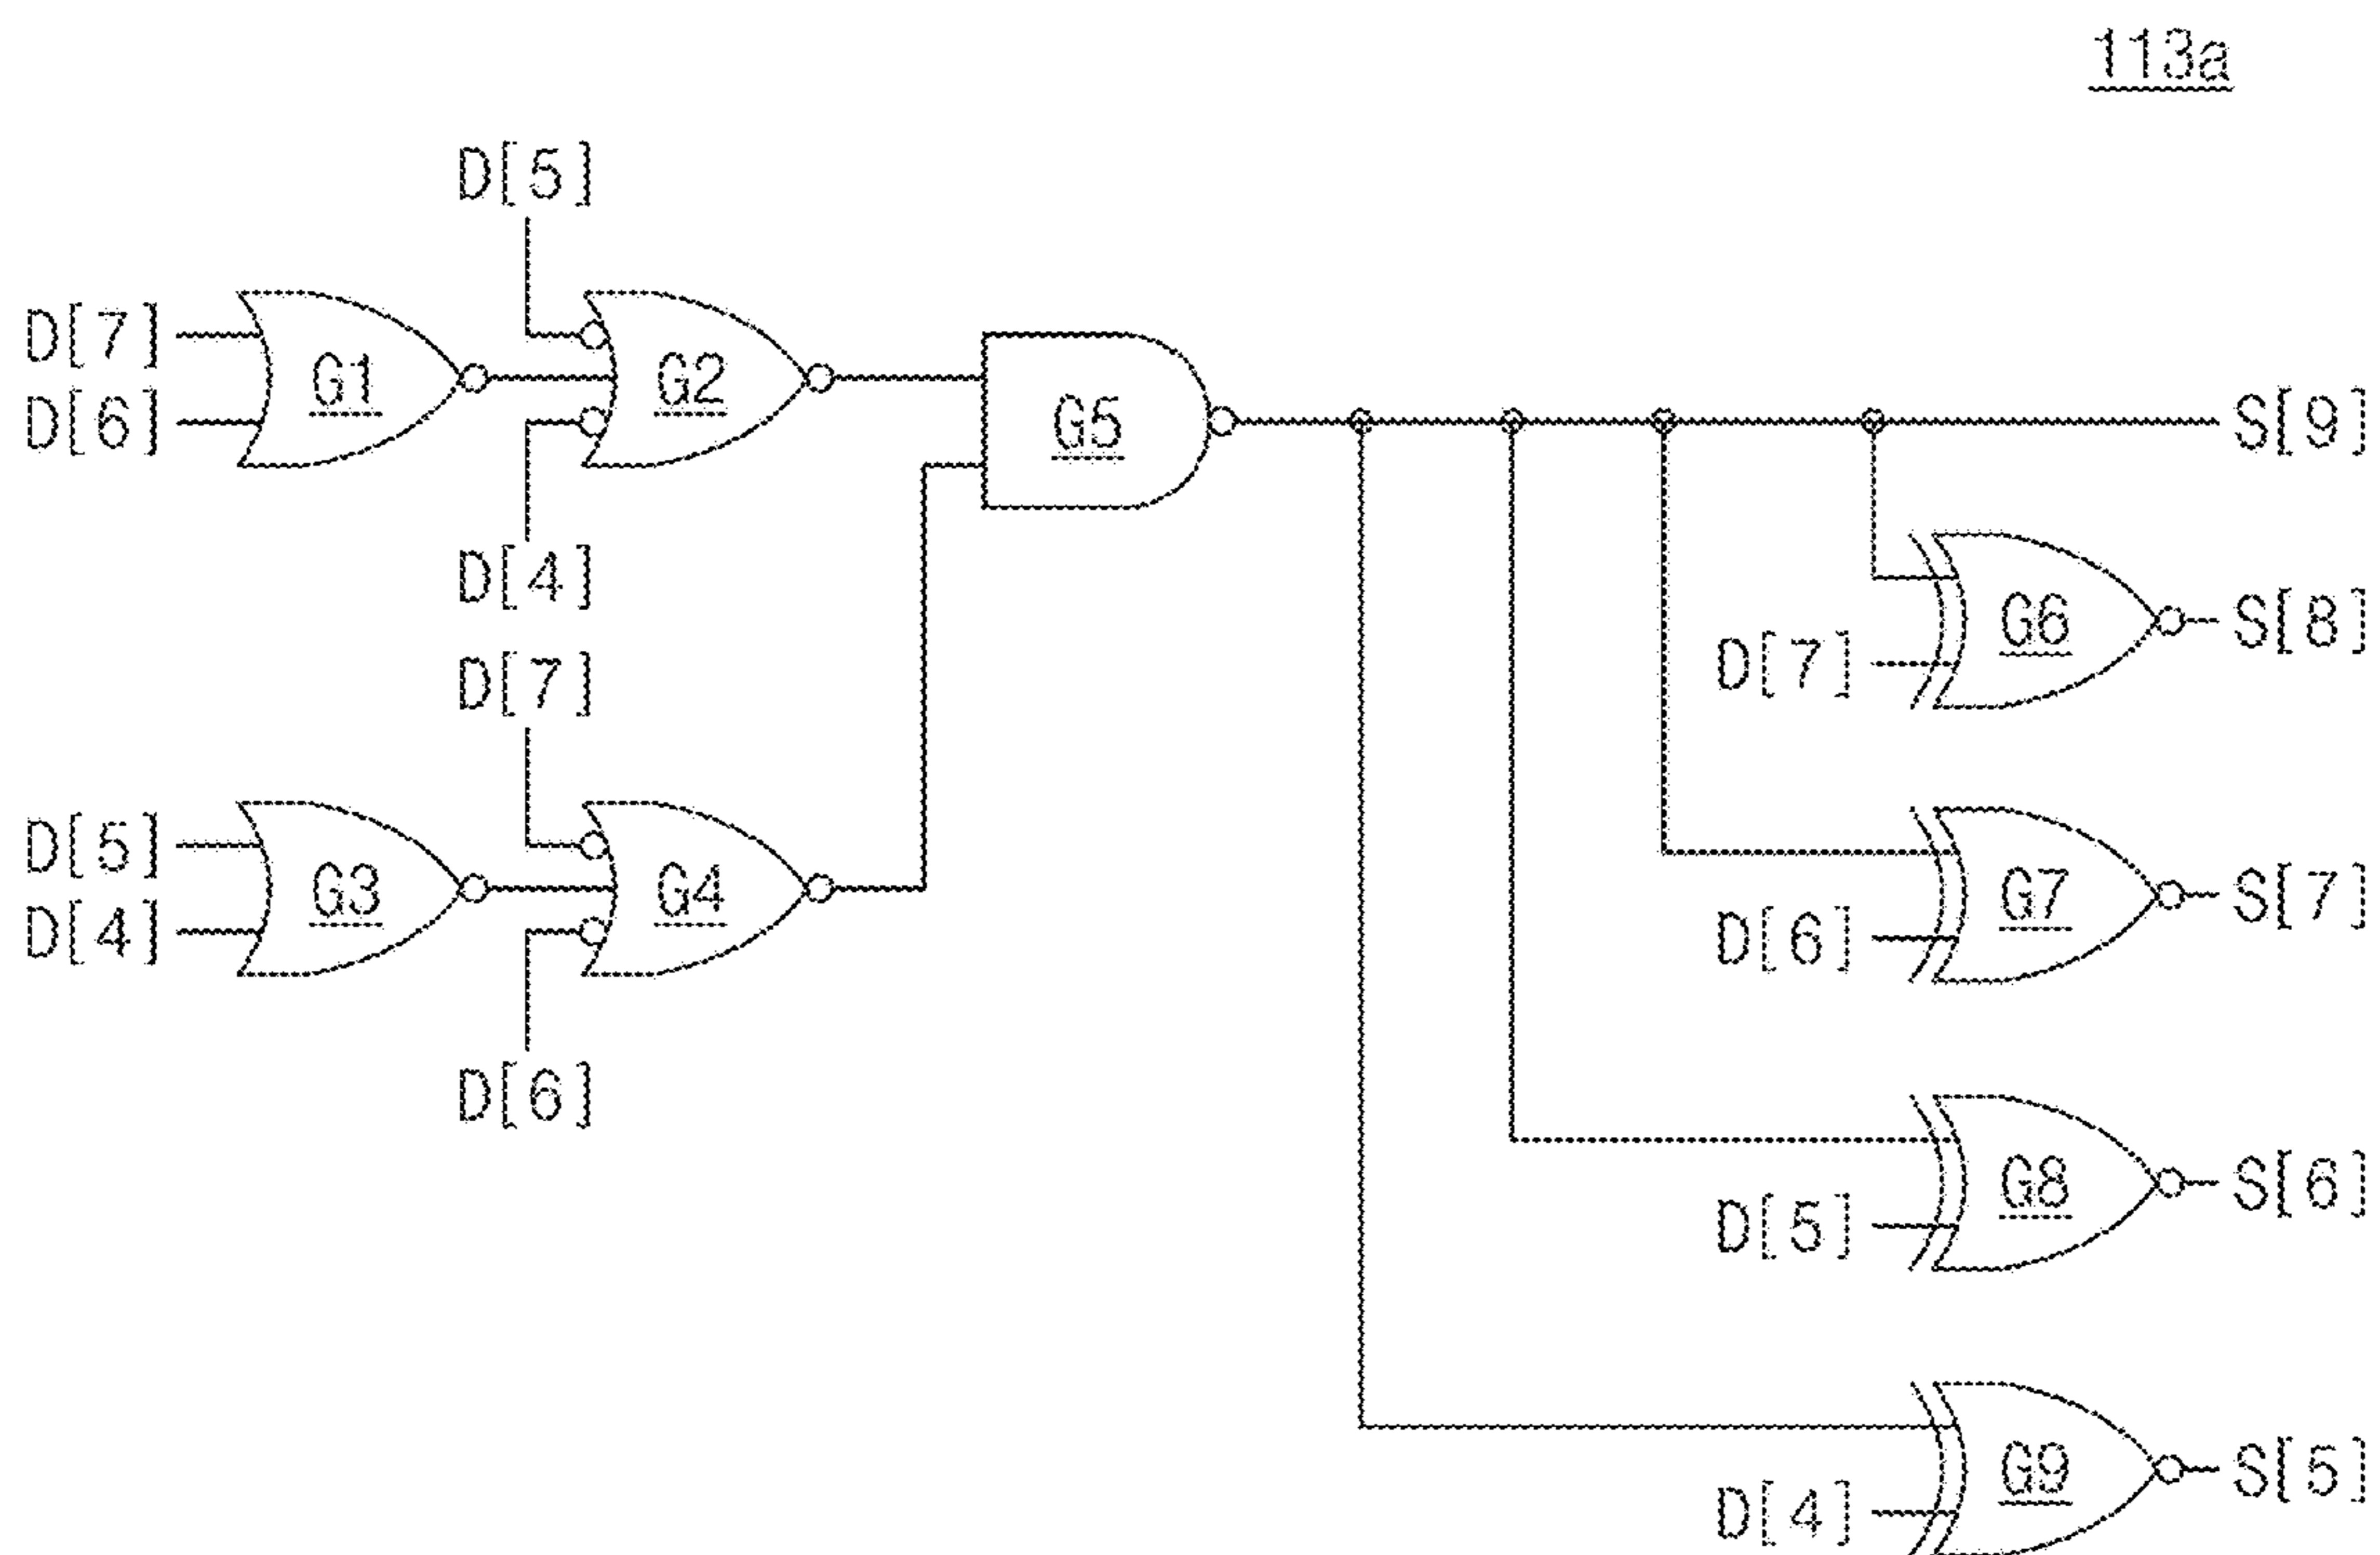 113a
D[5]
D[7]
G1
G2
D[6]
G5
S[9]
D[4]
G6
S[8]
D[7]
D[7]
D[5]
G3
G4
G7
S[7]
D[4]
D[6]
D[6]
G8
S[6]
D[5]
G9
S[5]
D[4]